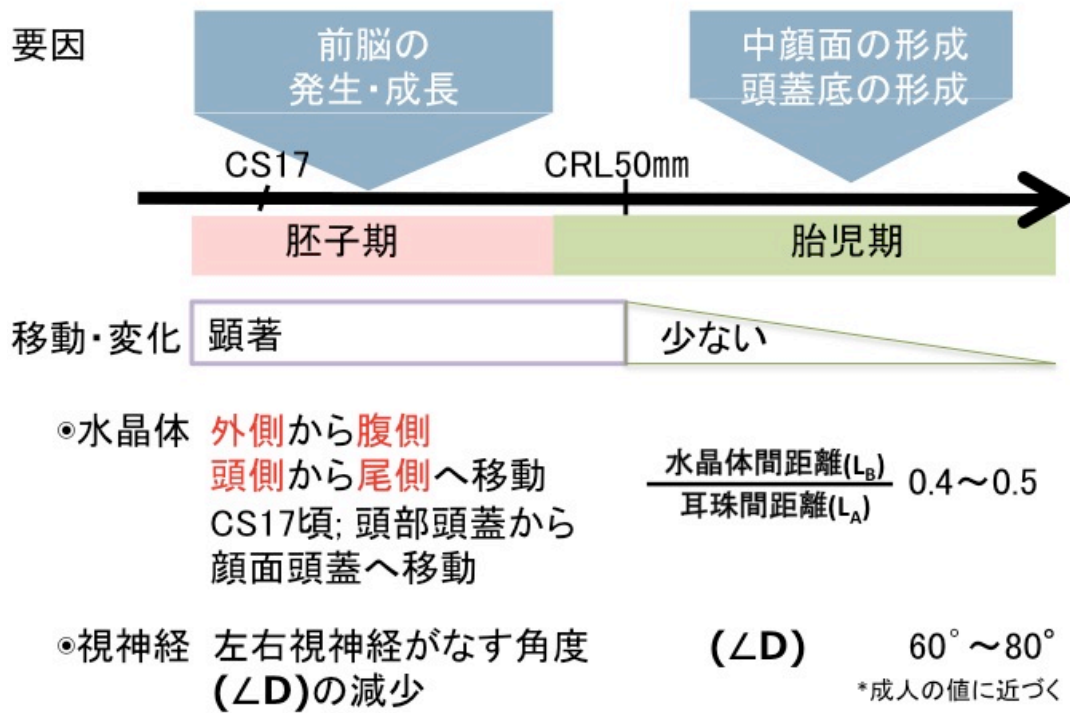 要因
前脳の
発生・成長
中顔面の形成
頭蓋底の形成
CS17
CRL50mm
胚子期
胎児期
移動・変化
顕著
少ない
◉水晶体 外側から腹側
頭側から尾側へ移動
CS17頃; 頭部頭蓋から
顔面頭蓋へ移動
水晶体間距離(LB)
耳珠間距離(LA)
0.4〜0.5
◉視神経 左右視神経がなす角度
(∠D)の減少
(∠D) 60°〜80°
*成人の値に近づく